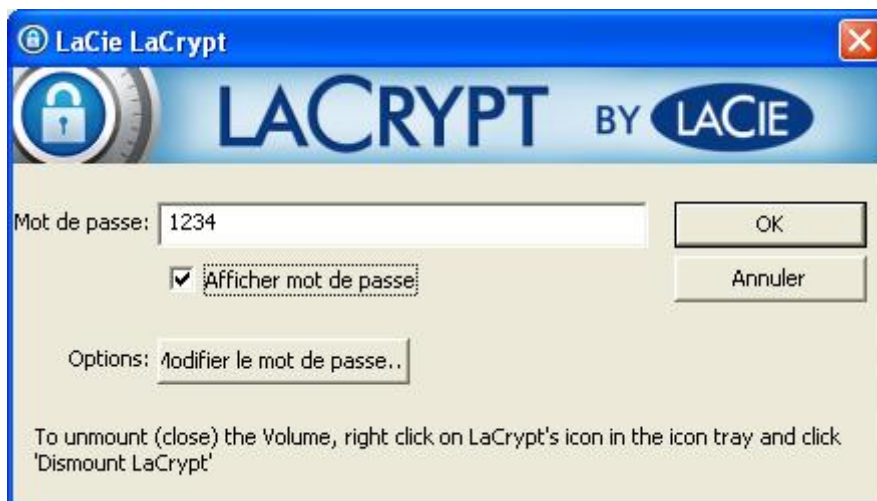 LaCie LaCrypt
LACRYPT BY LACIE
Mot de passe: 1234
OK
Afficher mot de passe
Annuler
Options: Modifier le mot de passe..
To unmount (close) the Volume, right click on LaCrypt's icon in the icon tray and click
'Dismount LaCrypt'